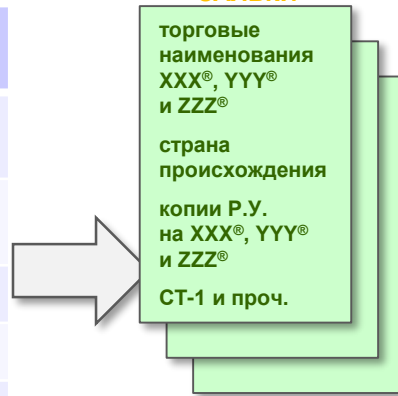 торговые
наименования
XXX®, YYY®
и ZZZ®
страна
происхождения
копии Р.У.
на XXX®, YYY®
и ZZZ®
СТ-1 и проч.